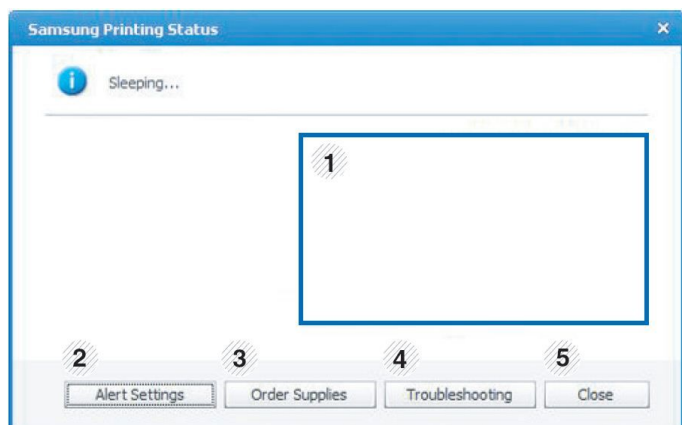 Samsung Printing Status
Sleeping...
1
2 3 4 5
Alert Settings Order Supplies Troubleshooting Close